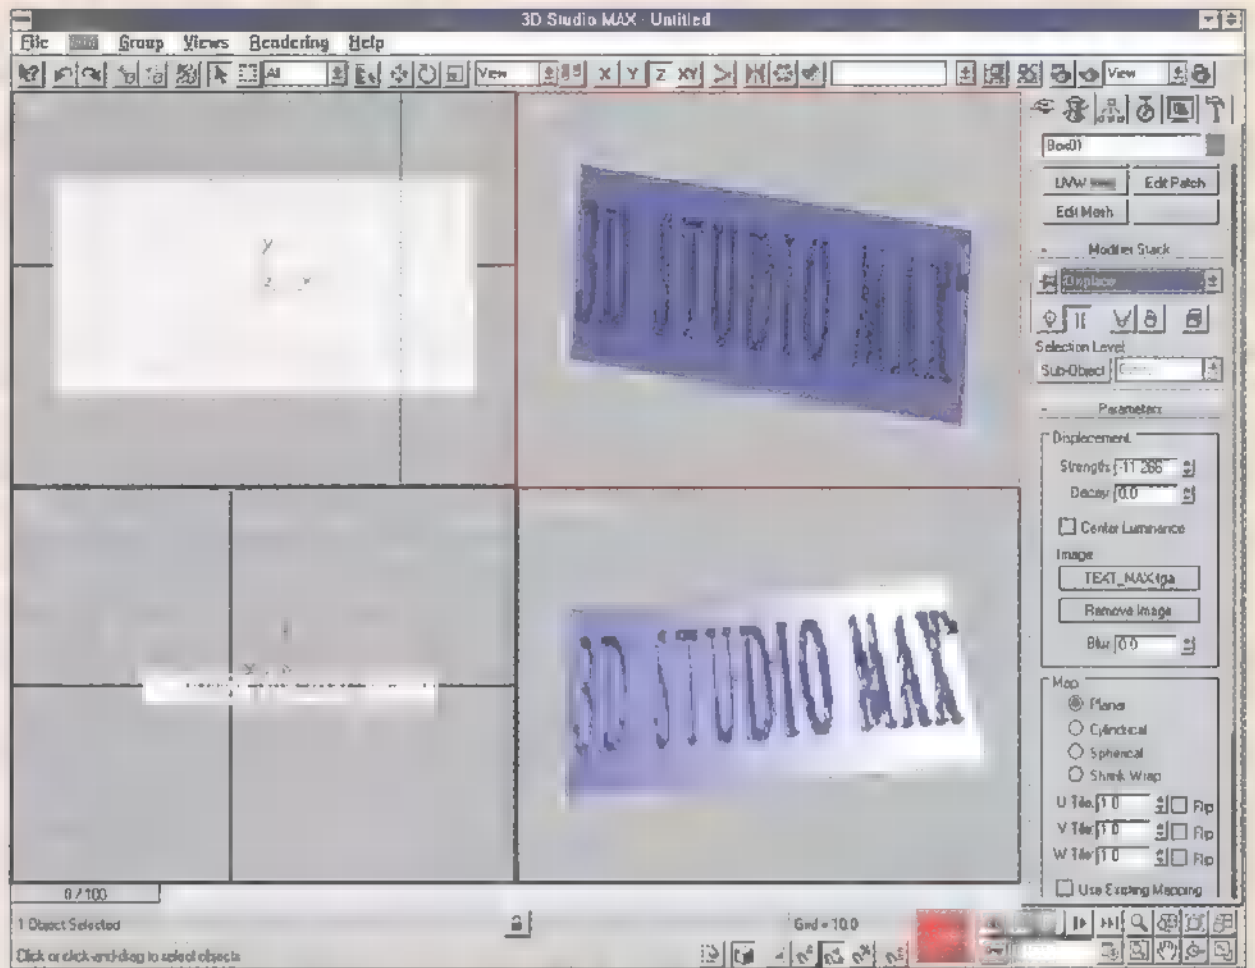 3D Studio MAX - Untitled
File Group Views Rendering Help
All View X Y Z XY View
Box01
UVW Edit Patch
Edit Mesh
- Modifier Stack
Displace
Selection Level:
Sub-Object
- Parameters
Displacement:
Strength: -11.266
Decay: 0.0
Center Luminance
Image
TEXT_MAX.tga
Remove Image
Blur: 0.0
Map
Planar
Cylindrical
Spherical
Shrink Wrap
U Tile: 1.0 Flip
V Tile: 1.0 Flip
W Tile: 1.0 Flip
Use Existing Mapping
y
z x
3D STUDIO MAX
3D STUDIO MAX
0 / 100
1 Object Selected
Grid = 10.0
Click or click-and-drag to select objects